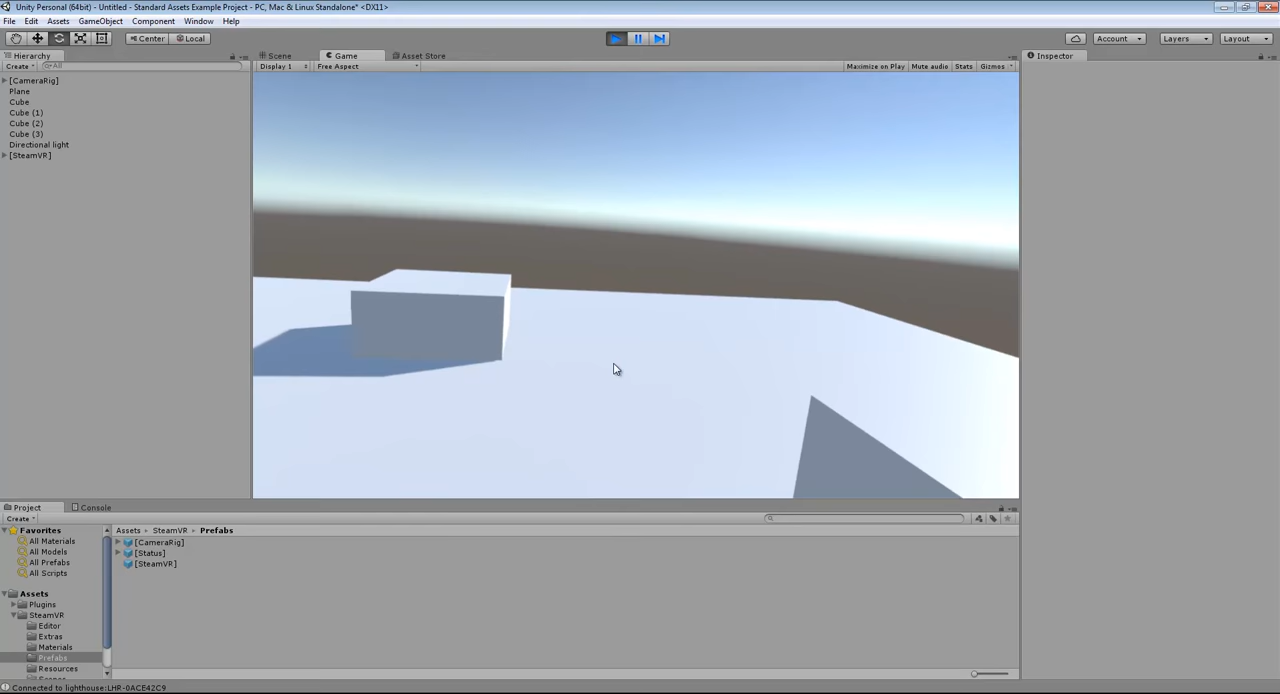 Unity Personal (64bit) - Untitled - Standard Assets Example Project - PC, Mac & Linux Standalone* <DX11>
File Edit Assets GameObject Component Window Help
Center Local Account Layers Layout
Hierarchy Scene Game Asset Store Inspector
Create All Display 1 Free Aspect Maximize on Play Mute audio Stats Gizmos
[CameraRig]
Plane
Cube
Cube (1)
Cube (2)
Cube (3)
Directional light
[SteamVR]
Project Console
Create
Favorites
All Materials
All Models
All Prefabs
All Scripts
Assets
Plugins
SteamVR
Editor
Extras
Materials
Prefabs
Resources
Assets SteamVR Prefabs
[CameraRig]
[Status]
[SteamVR]
Connected to lighthouse:LHR-0ACE42C9